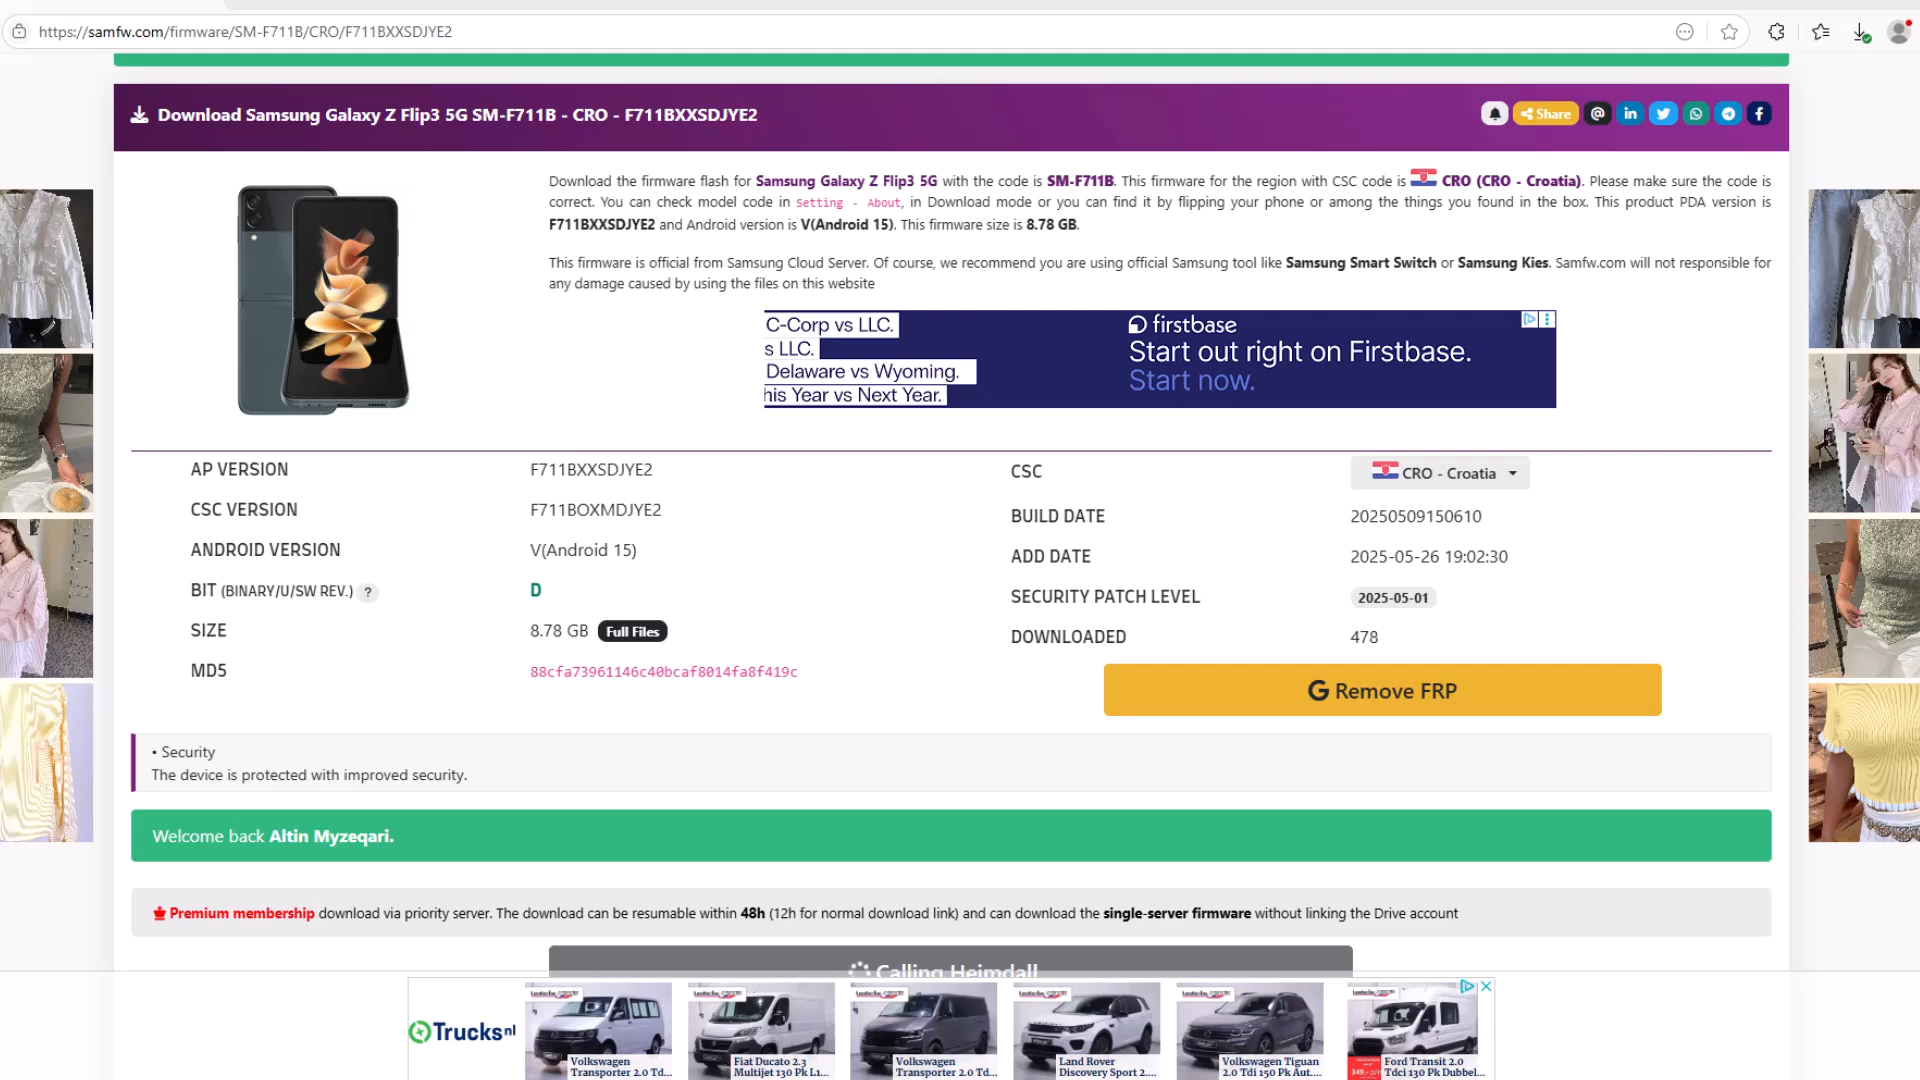 https://samfw.com/firmware/SM-F711B/CRO/F711BXXSDJYE2
Download Samsung Galaxy Z Flip3 5G SM-F711B - CRO - F711BXXSDJYE2
Share
Download the firmware flash for Samsung Galaxy Z Flip3 5G with the code is SM-F711B. This firmware for the region with CSC code is CRO (CRO - Croatia). Please make sure the code is
correct. You can check model code in Setting - About, in Download mode or you can find it by flipping your phone or among the things you found in the box. This product PDA version is
F711BXXSDJYE2 and Android version is V(Android 15). This firmware size is 8.78 GB.
This firmware is official from Samsung Cloud Server. Of course, we recommend you are using official Samsung tool like Samsung Smart Switch or Samsung Kies. Samfw.com will not responsible for
any damage caused by using the files on this website
C-Corp vs LLC.
s LLC.
Delaware vs Wyoming.
his Year vs Next Year.
firstbase
Start out right on Firstbase.
Start now.
AP VERSION F711BXXSDJYE2
CSC VERSION F711BOXMDJYE2
ANDROID VERSION V(Android 15)
BIT (BINARY/U/SW REV.) ? D
SIZE 8.78 GB Full Files
MD5 88cfa73961146c40bcaf8014fa8f419c
CSC CRO - Croatia
BUILD DATE 20250509150610
ADD DATE 2025-05-26 19:02:30
SECURITY PATCH LEVEL 2025-05-01
DOWNLOADED 478
G Remove FRP
• Security
The device is protected with improved security.
Welcome back Altin Myzeqari.
Premium membership download via priority server. The download can be resumable within 48h (12h for normal download link) and can download the single-server firmware without linking the Drive account
Calling Heimdall
Trucksnl
Volkswagen
Transporter 2.0 Td...
Fiat Ducato 2.3
Multijet 130 Pk L1...
Volkswagen
Transporter 2.0 Td...
Land Rover
Discovery Sport 2....
Volkswagen Tiguan
2.0 Tdi 150 Pk Aut....
Ford Transit 2.0
Tdci 130 Pk Dubbel...